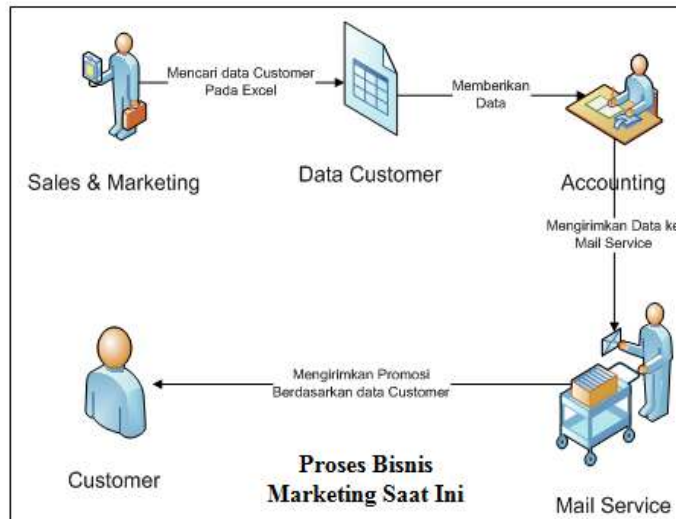 Mencari data Customer
Pada Excel
Memberikan
Data
Sales & Marketing
Data Customer
Accounting
Mengirimkan Data ke
Mail Service
Mengirimkan Promosi
Berdasarkan data Customer
Customer
Proses Bisnis
Marketing Saat Ini
Mail Service